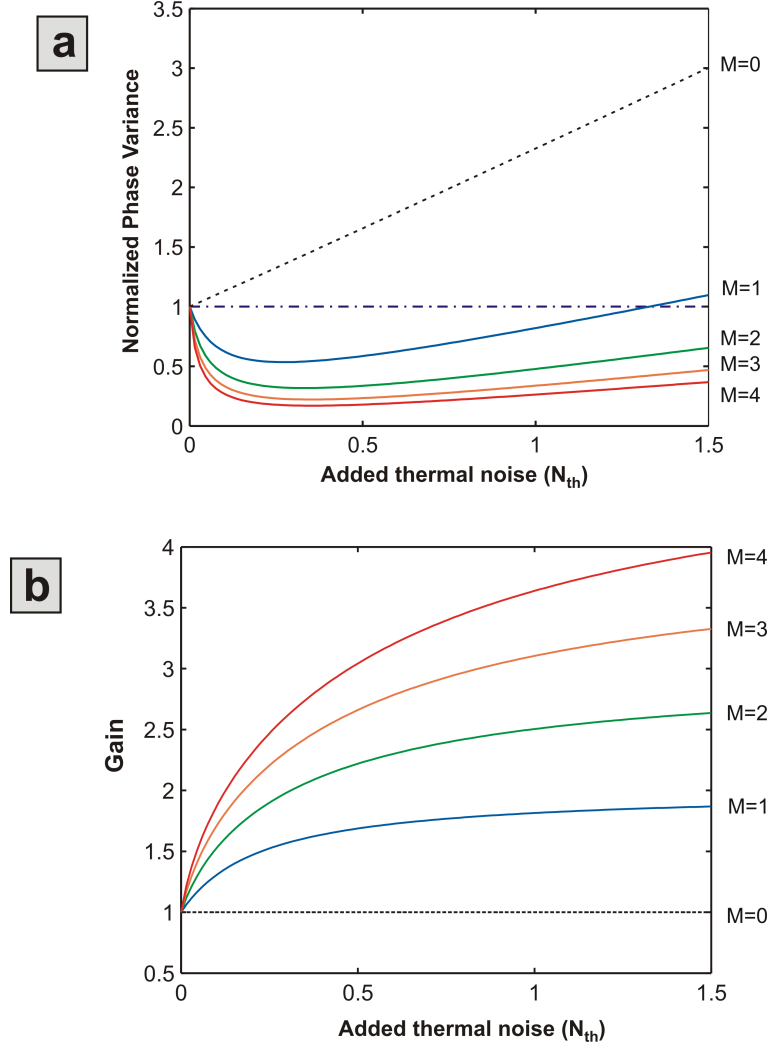 a
3.5
3
2.5
2
1.5
1
0.5
0
Normalized Phase Variance
M=0
M=1
M=2
M=3
M=4
0 0.5 1 1.5
Added thermal noise (Nth)
b
4
3.5
3
2.5
2
1.5
1
0.5
Gain
M=4
M=3
M=2
M=1
M=0
0 0.5 1 1.5
Added thermal noise (Nth)